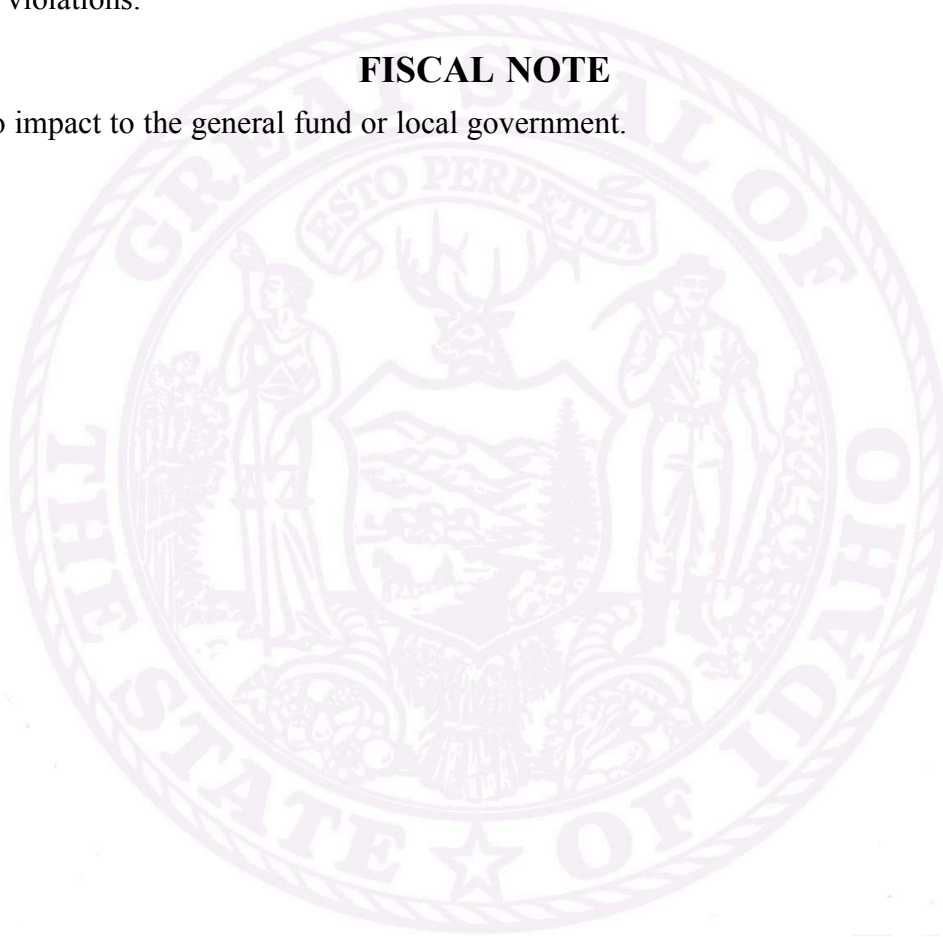 violations.
FISCAL NOTE
o impact to the general fund or local government.
GREAT SEAL OF
ESTO PERPETUA
THE STATE OF IDAHO